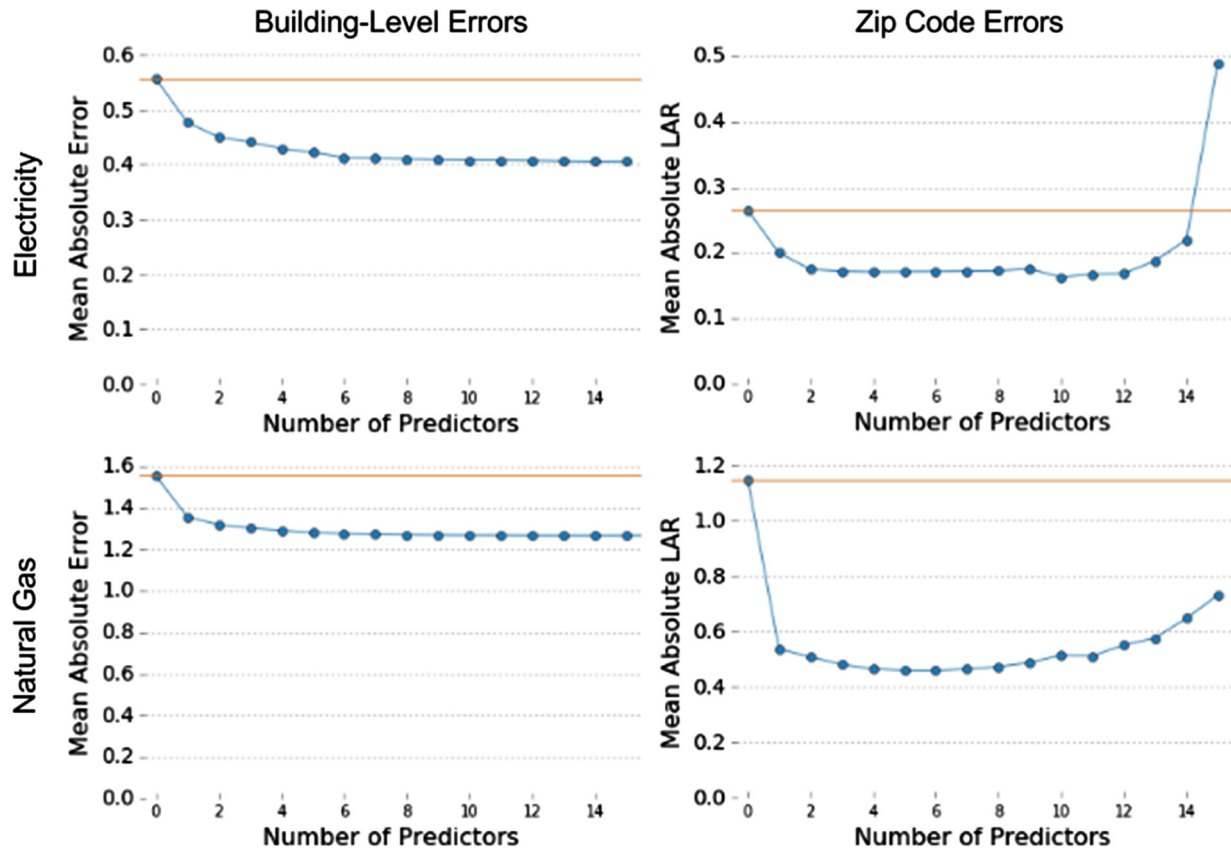 Building-Level Errors
Zip Code Errors
Electricity
Mean Absolute Error
0.6
0.5
0.4
0.3
0.2
0.1
0.0
0 2 4 6 8 10 12 14
Number of Predictors
Mean Absolute LAR
0.5
0.4
0.3
0.2
0.1
0.0
0 2 4 6 8 10 12 14
Number of Predictors
Natural Gas
Mean Absolute Error
1.6
1.4
1.2
1.0
0.8
0.6
0.4
0.2
0.0
0 2 4 6 8 10 12 14
Number of Predictors
Mean Absolute LAR
1.2
1.0
0.8
0.6
0.4
0.2
0.0
0 2 4 6 8 10 12 14
Number of Predictors